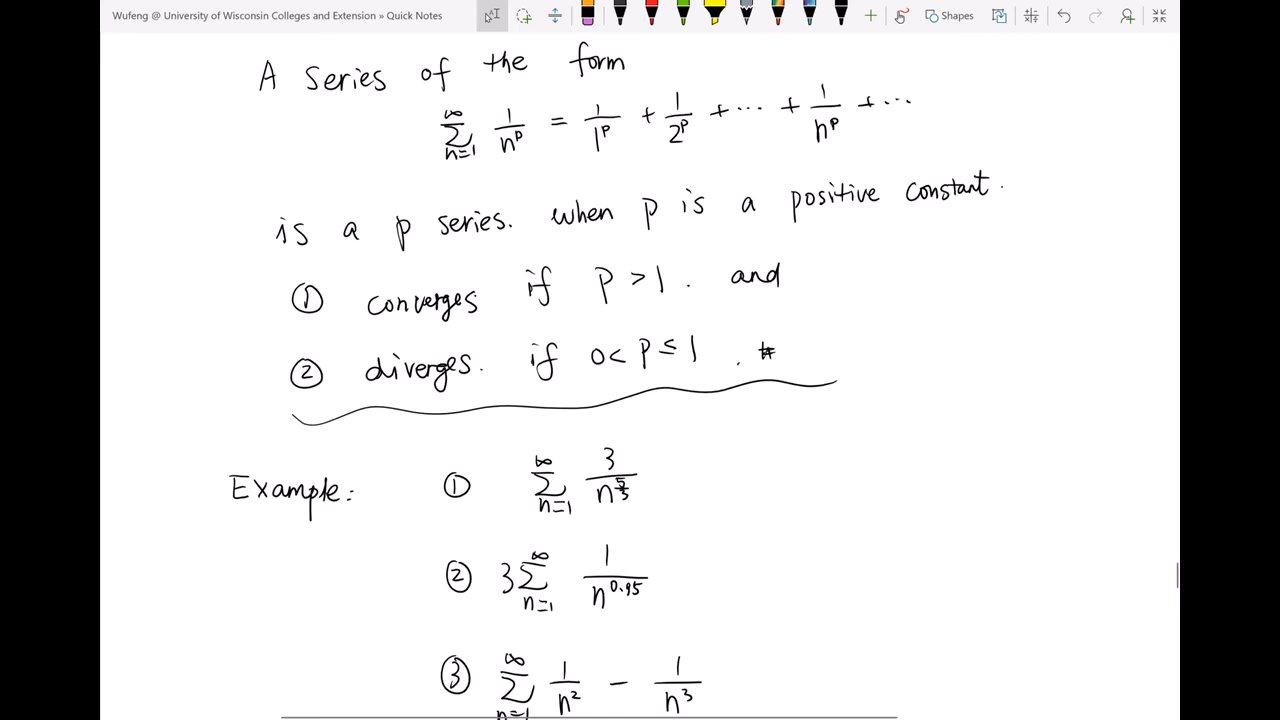 Wufeng @ University of Wisconsin Colleges and Extension » Quick Notes
Shapes
A series of the form
∞ Σ n=1 1/n^p = 1/1^p + 1/2^p + ... + 1/n^p + ...
is a p series. when p is a positive constant.
① converges if p > 1. and
② diverges. if 0 < p ≤ 1.
Example: ① ∞ Σ n=1 3/n^(5/3)
② 3 ∞ Σ n=1 1/n^0.95
③ ∞ Σ n=1 1/n^2 - 1/n^3